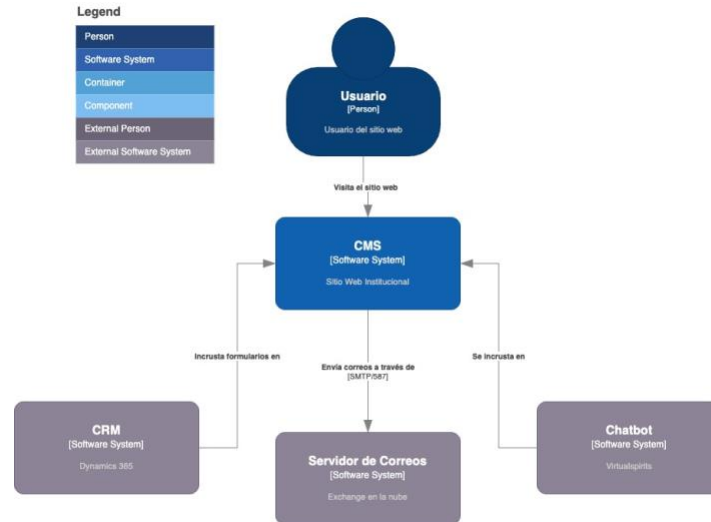 Legend
Person
Software System
Container
Component
External Person
External Software System
Usuario
[Person]
Usuario del sitio web
Visita el sitio web
CMS
[Software System]
Sitio Web Institucional
Incrusta formularios en
Envía correos a través de
[SMTP/587]
Se incrusta en
CRM
[Software System]
Dynamics 365
Servidor de Correos
[Software System]
Exchange en la nube
Chatbot
[Software System]
Virtualspirits